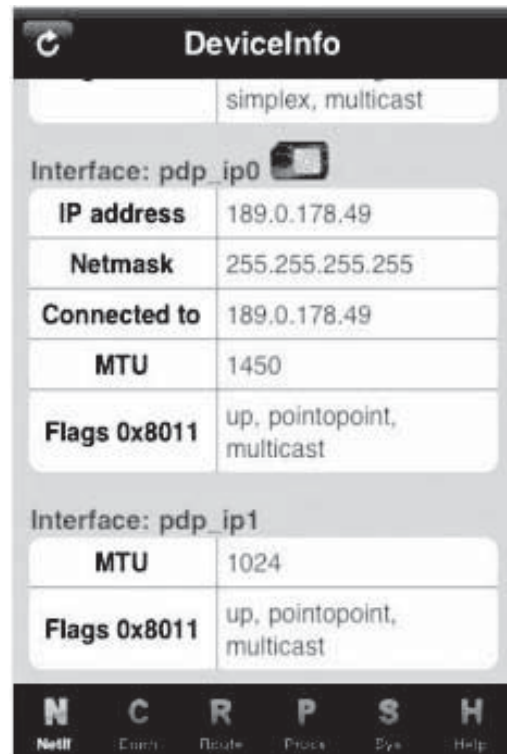 DeviceInfo
simplex, multicast
Interface: pdp_ip0
IP address 189.0.178.49
Netmask 255.255.255.255
Connected to 189.0.178.49
MTU 1450
Flags 0x8011 up, pointopoint,
multicast
Interface: pdp_ip1
MTU 1024
Flags 0x8011 up, pointopoint,
multicast
N C R P S H
Netif Route Help